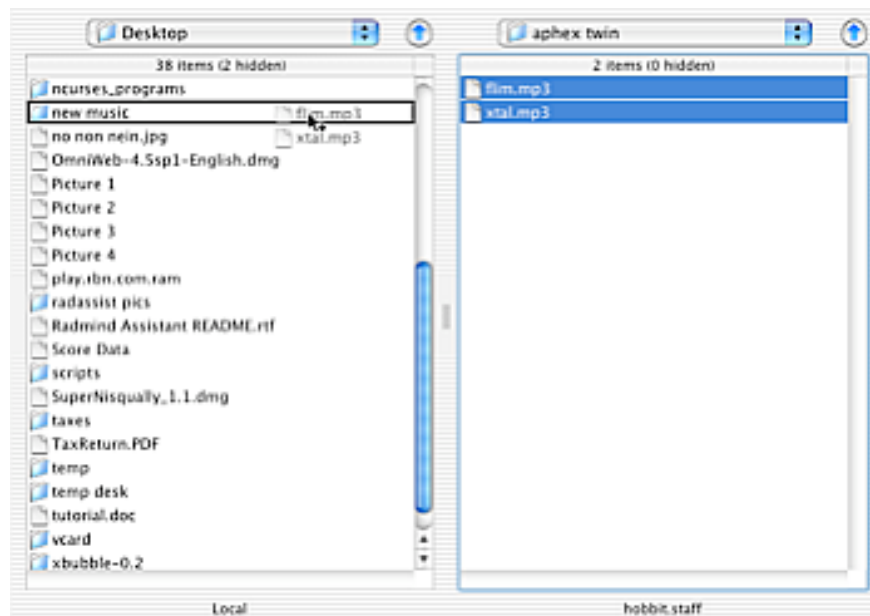 Desktop
38 items (2 hidden)
ncurses_programs
new music
flim.mp3
no non nein.jpg
xtal.mp3
OmniWeb-4.5sp1-English.dmg
Picture 1
Picture 2
Picture 3
Picture 4
play.rbn.com.ram
radassist pics
Radmind Assistant README.rtf
Score Data
scripts
SuperNisqually_1.1.dmg
taxes
TaxReturn.PDF
temp
temp desk
tutorial.doc
vcard
xbubble-0.2
Local
aphex twin
2 items (0 hidden)
flim.mp3
xtal.mp3
hobbit.staff